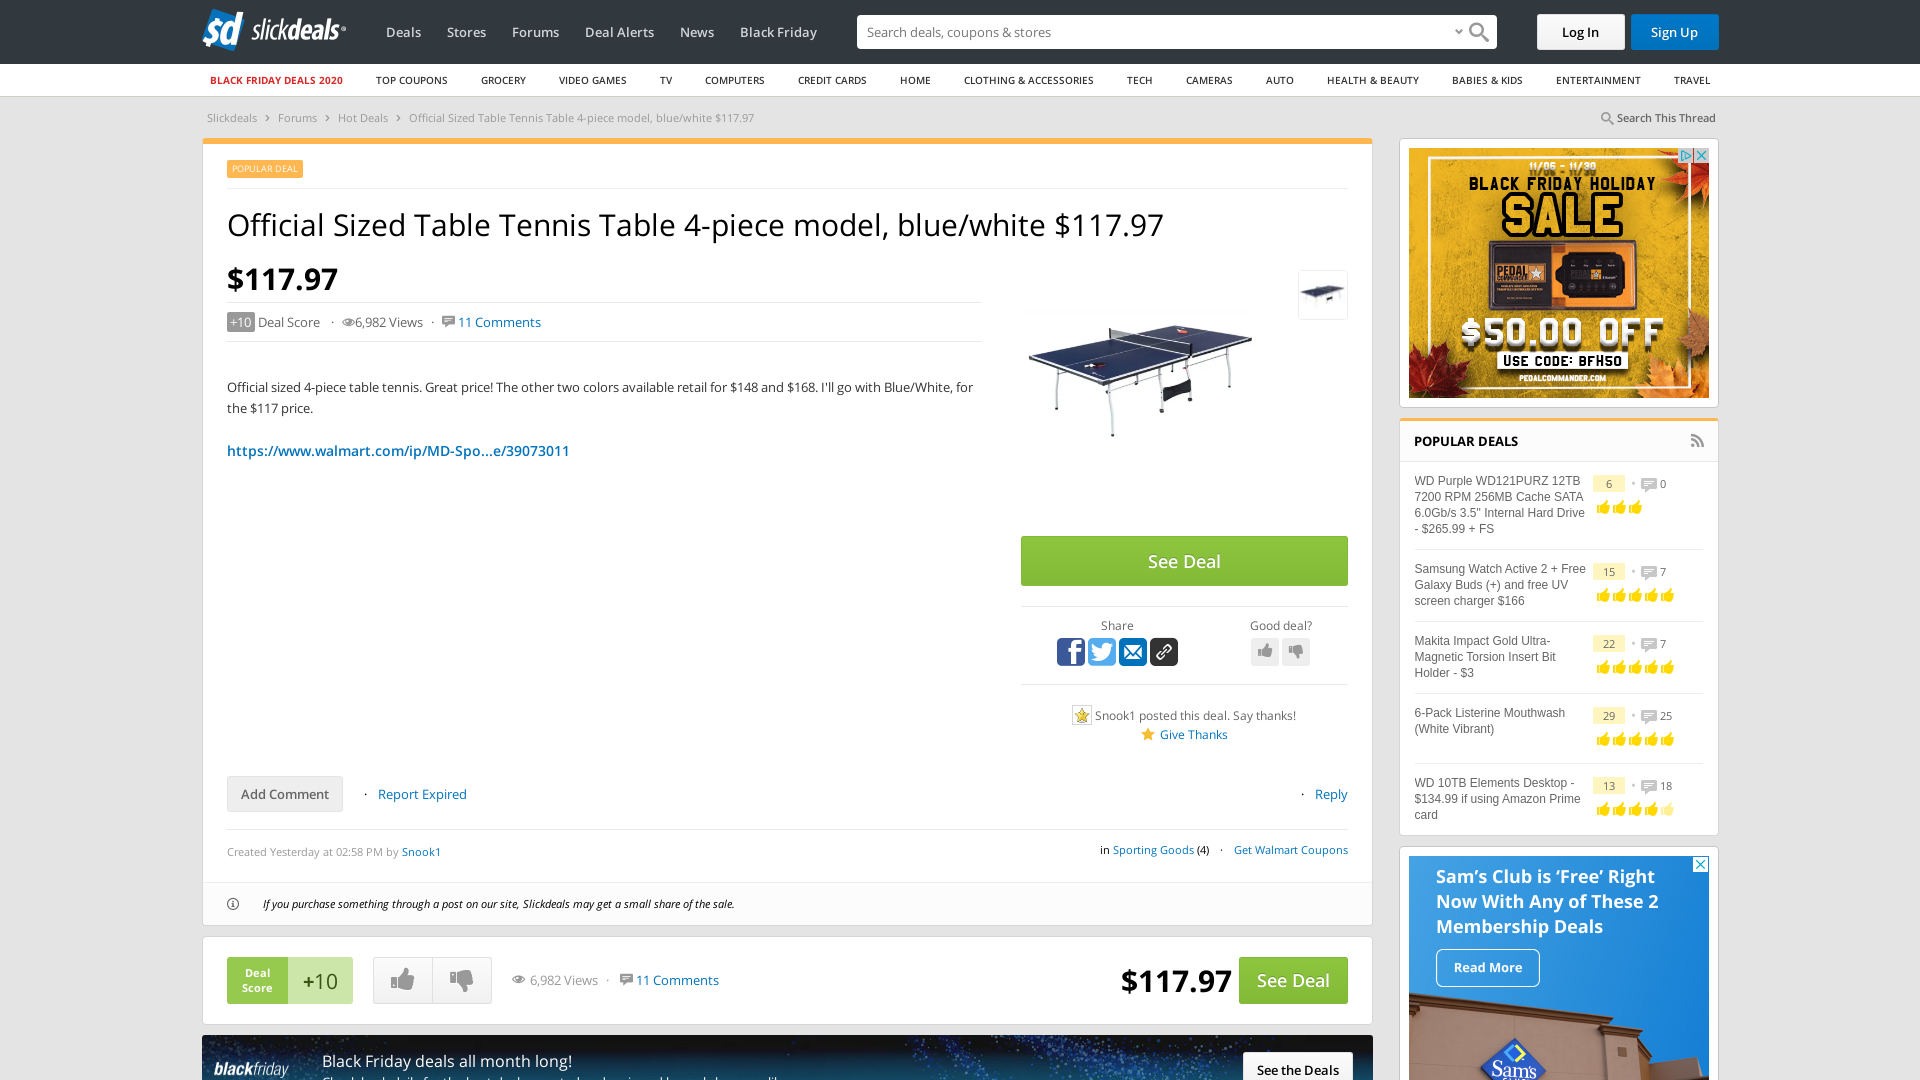 sd slickdeals
Deals
Stores
Forums
Deal Alerts
News
Black Friday
Search deals, coupons & stores
Log In
Sign Up
BLACK FRIDAY DEALS 2020
TOP COUPONS
GROCERY
VIDEO GAMES
TV
COMPUTERS
CREDIT CARDS
HOME
CLOTHING & ACCESSORIES
TECH
CAMERAS
AUTO
HEALTH & BEAUTY
BABIES & KIDS
ENTERTAINMENT
TRAVEL
Slickdeals › Forums › Hot Deals › Official Sized Table Tennis Table 4-piece model, blue/white $117.97
Search This Thread
POPULAR DEAL
Official Sized Table Tennis Table 4-piece model, blue/white $117.97
$117.97
+10 Deal Score · 6,982 Views · 11 Comments
Official sized 4-piece table tennis. Great price! The other two colors available retail for $148 and $168. I'll go with Blue/White, for
the $117 price.
https://www.walmart.com/ip/MD-Spo...e/39073011
See Deal
Share
Good deal?
Snook1 posted this deal. Say thanks!
Give Thanks
Add Comment
· Report Expired
· Reply
Created Yesterday at 02:58 PM by Snook1
in Sporting Goods (4) · Get Walmart Coupons
If you purchase something through a post on our site, Slickdeals may get a small share of the sale.
Deal
Score
+10
6,982 Views · 11 Comments
$117.97
See Deal
blackfriday
Black Friday deals all month long!
See the Deals
11/06 - 11/30
BLACK FRIDAY HOLIDAY
SALE
PEDAL
COMMANDER
$50.00 OFF
USE CODE: BFH50
PEDALCOMMANDER.COM
POPULAR DEALS
WD Purple WD121PURZ 12TB
7200 RPM 256MB Cache SATA
6.0Gb/s 3.5" Internal Hard Drive
- $265.99 + FS
6 · 0
Samsung Watch Active 2 + Free
Galaxy Buds (+) and free UV
screen charger $166
15 · 7
Makita Impact Gold Ultra-
Magnetic Torsion Insert Bit
Holder - $3
22 · 7
6-Pack Listerine Mouthwash
(White Vibrant)
29 · 25
WD 10TB Elements Desktop -
$134.99 if using Amazon Prime
card
13 · 18
Sam's Club is 'Free' Right
Now With Any of These 2
Membership Deals
Read More
Sam's